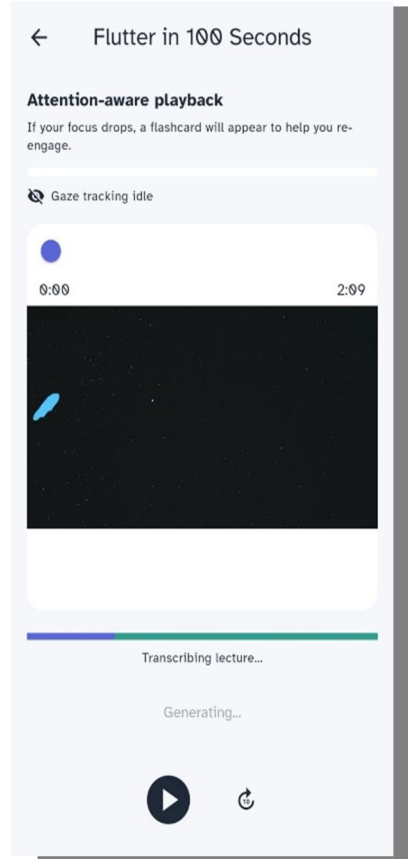 Flutter in 100 Seconds
Attention-aware playback
If your focus drops, a flashcard will appear to help you re-
engage.
Gaze tracking idle
0:00 2:09
Transcribing lecture...
Generating...
10